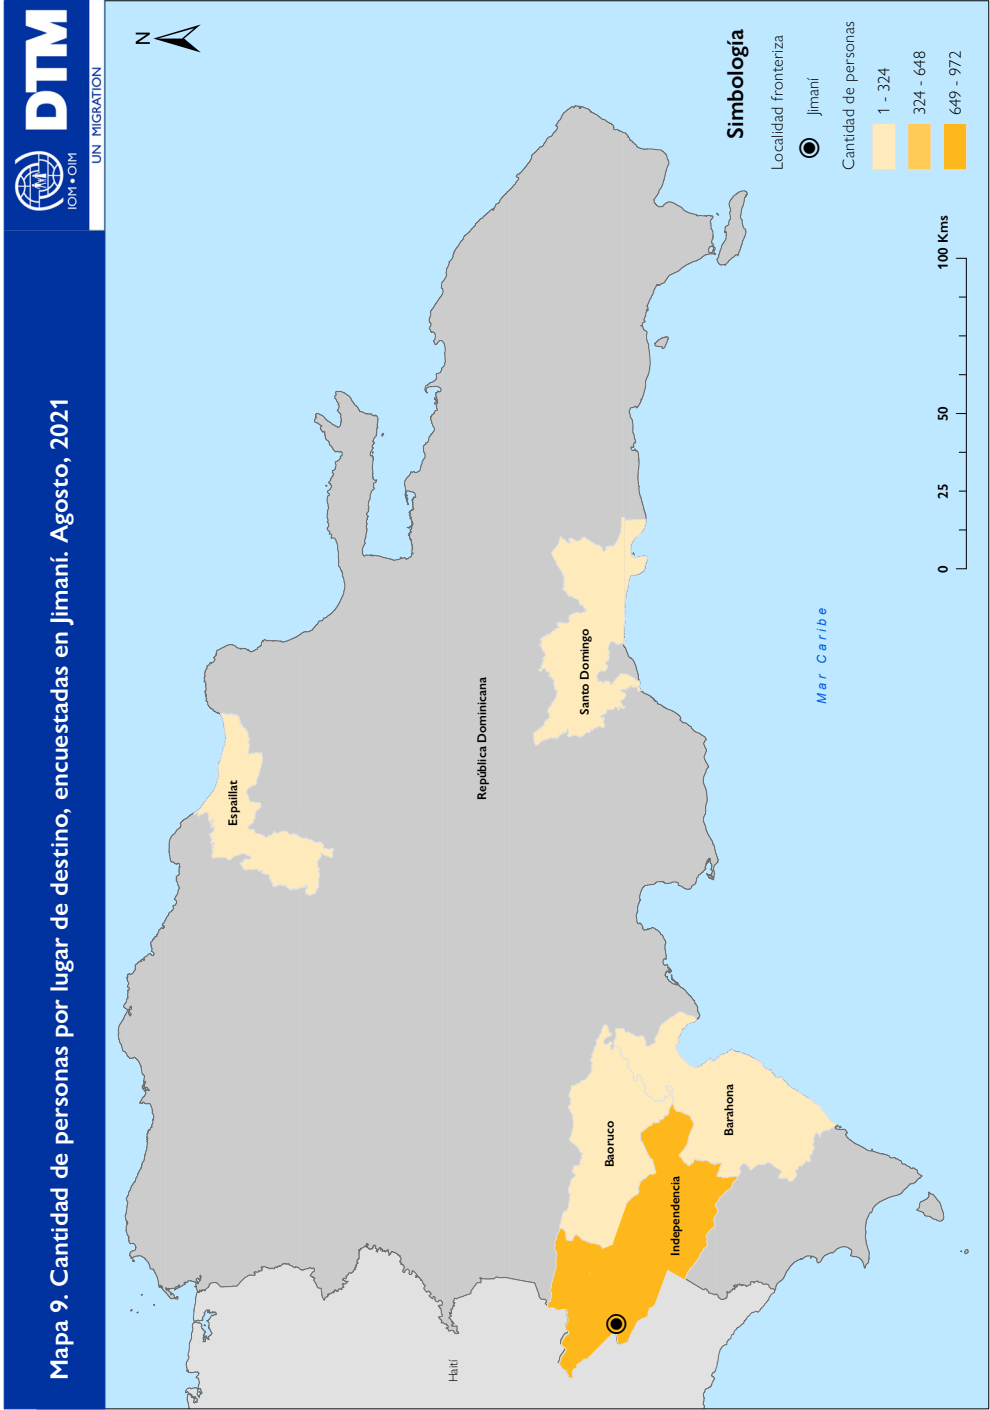 Mapa 9. Cantidad de personas por lugar de destino, encuestadas en Jimaní. Agosto, 2021
IOM • OIM
DTM
UN MIGRATION
N
Espaillat
República Dominicana
Santo Domingo
Haití
Baoruco
Independencia
Barahona
Mar Caribe
Simbología
Localidad fronteriza
Jimaní
Cantidad de personas
1 - 324
324 - 648
649 - 972
0 25 50 100 Kms